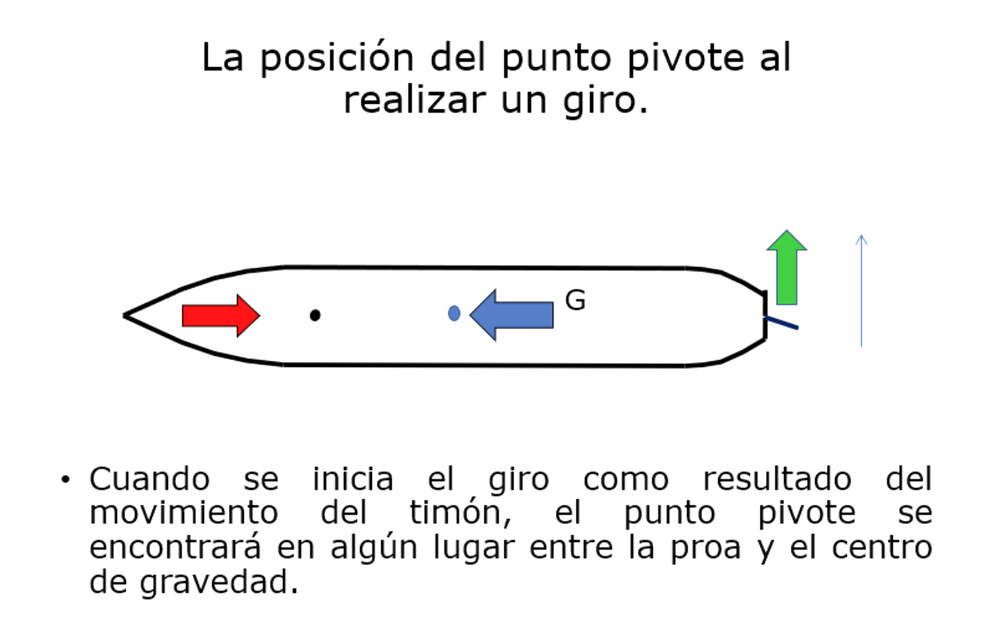 La posición del punto pivote al
realizar un giro.
G
• Cuando se inicia el giro como resultado del
movimiento del timón, el punto pivote se
encontrará en algún lugar entre la proa y el centro
de gravedad.